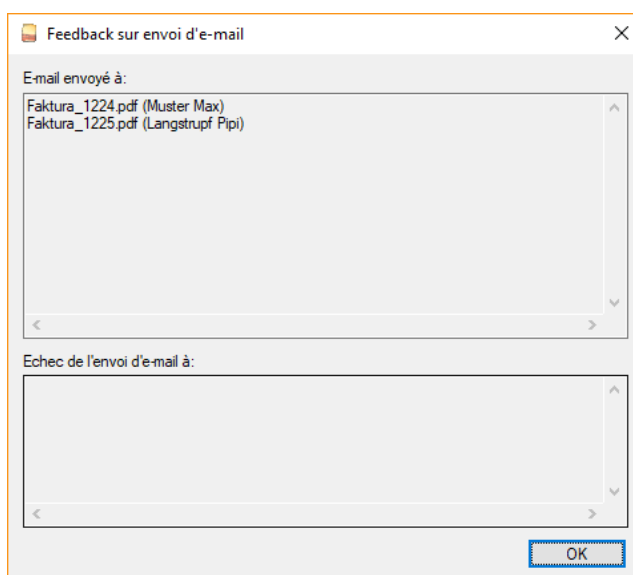 Feedback sur envoi d'e-mail
E-mail envoyé à:
Faktura_1224.pdf (Muster Max)
Faktura_1225.pdf (Langstrupf Pipi)
Echec de l'envoi d'e-mail à:
OK